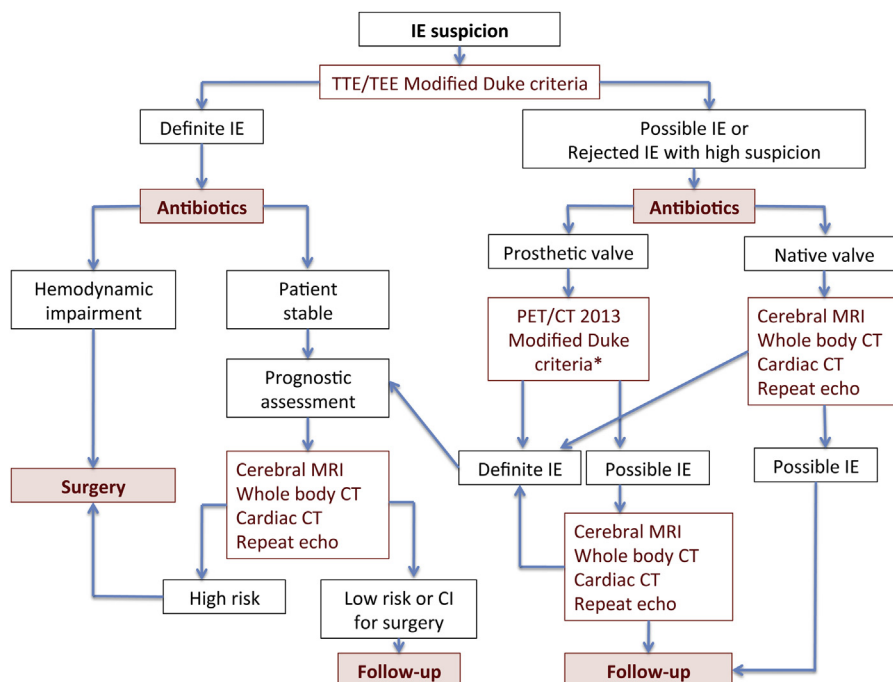 IE suspicion
TTE/TEE Modified Duke criteria
Definite IE
Possible IE or
Rejected IE with high suspicion
Antibiotics
Antibiotics
Prosthetic valve
Native valve
Hemodynamic
impairment
Patient
stable
PET/CT 2013
Modified Duke
criteria*
Cerebral MRI
Whole body CT
Cardiac CT
Repeat echo
Prognostic
assessment
Definite IE
Possible IE
Possible IE
Surgery
Cerebral MRI
Whole body CT
Cardiac CT
Repeat echo
Cerebral MRI
Whole body CT
Cardiac CT
Repeat echo
High risk
Low risk or CI
for surgery
Follow-up
Follow-up